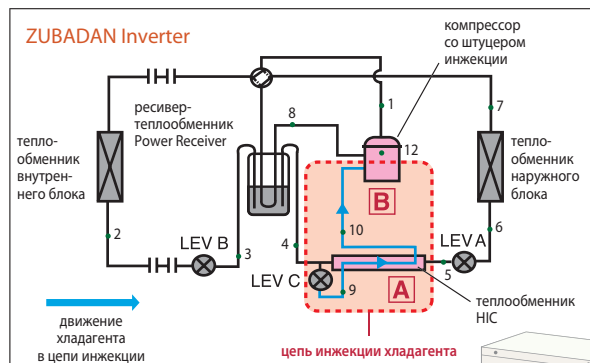 ZUBADAN Inverter
компрессор
со штуцером
инжекции
ресивер-
теплообменник
Power Receiver
8
1
7
тепло-
обменник
внутрен-
него блока
12
тепло-
обменник
наружного
блока
B
2
10
6
LEV B
3
4
LEV A
LEV C
9
A
5
теплообменник
HIC
движение
хладагента
в цепи инжекции
цепь инжекции хладагента